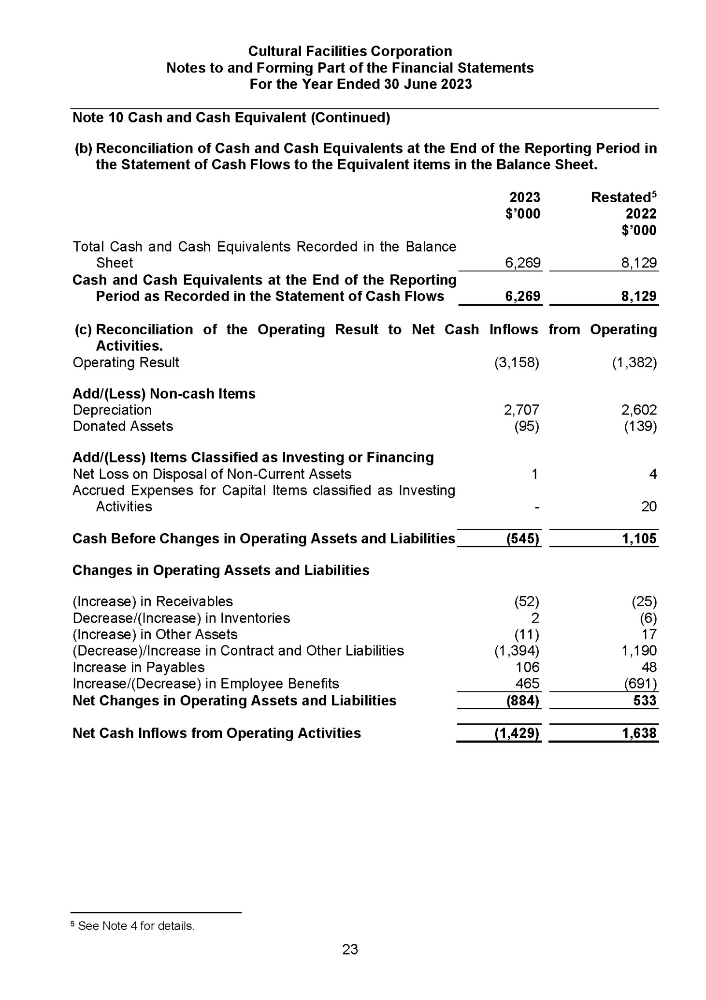 Cultural Facilities Corporation
Notes to and Forming Part of the Financial Statements
For the Year Ended 30 June 2023
Note 10 Cash and Cash Equivalent (Continued)
(b) Reconciliation of Cash and Cash Equivalents at the End of the Reporting Period in
the Statement of Cash Flows to the Equivalent items in the Balance Sheet.
2023 Restated⁵
$’000 2022
$’000
Total Cash and Cash Equivalents Recorded in the Balance
Sheet 6,269 8,129
Cash and Cash Equivalents at the End of the Reporting
Period as Recorded in the Statement of Cash Flows 6,269 8,129
(c) Reconciliation of the Operating Result to Net Cash Inflows from Operating
Activities.
Operating Result (3,158) (1,382)
Add/(Less) Non-cash Items
Depreciation 2,707 2,602
Donated Assets (95) (139)
Add/(Less) Items Classified as Investing or Financing
Net Loss on Disposal of Non-Current Assets 1 4
Accrued Expenses for Capital Items classified as Investing
Activities - 20
Cash Before Changes in Operating Assets and Liabilities (545) 1,105
Changes in Operating Assets and Liabilities
(Increase) in Receivables (52) (25)
Decrease/(Increase) in Inventories 2 (6)
(Increase) in Other Assets (11) 17
(Decrease)/Increase in Contract and Other Liabilities (1,394) 1,190
Increase in Payables 106 48
Increase/(Decrease) in Employee Benefits 465 (691)
Net Changes in Operating Assets and Liabilities (884) 533
Net Cash Inflows from Operating Activities (1,429) 1,638
⁵ See Note 4 for details.
23